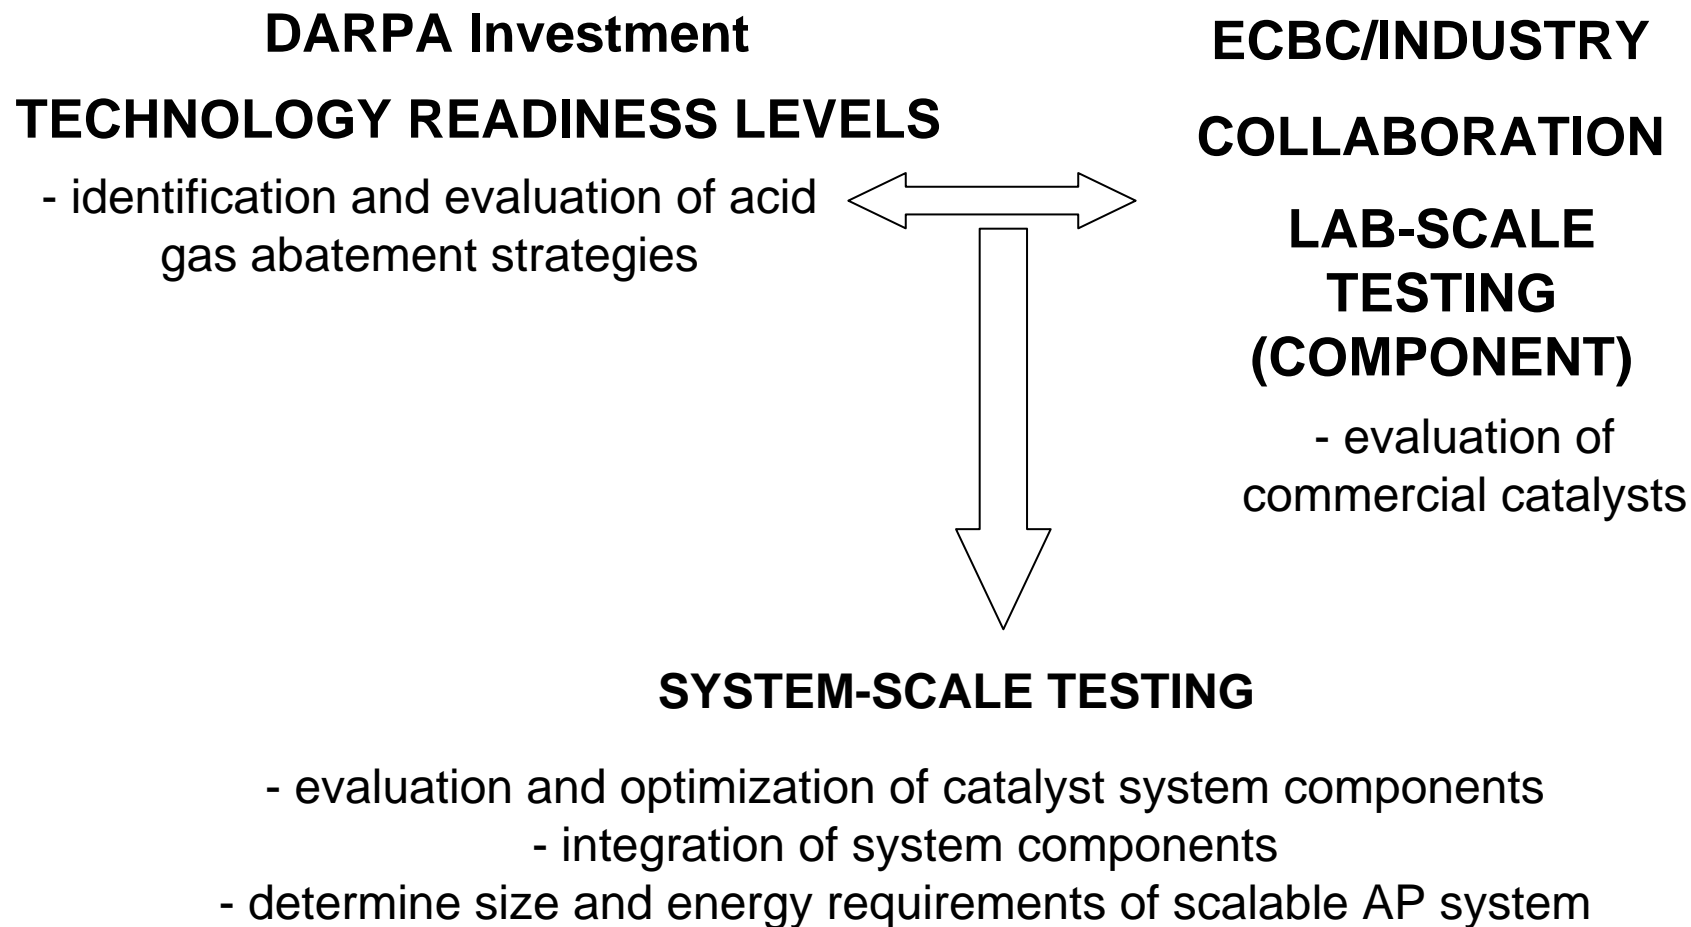 DARPA Investment
TECHNOLOGY READINESS LEVELS
- identification and evaluation of acid
gas abatement strategies
ECBC/INDUSTRY
COLLABORATION
LAB-SCALE
TESTING
(COMPONENT)
- evaluation of
commercial catalysts
SYSTEM-SCALE TESTING
- evaluation and optimization of catalyst system components
- integration of system components
- determine size and energy requirements of scalable AP system